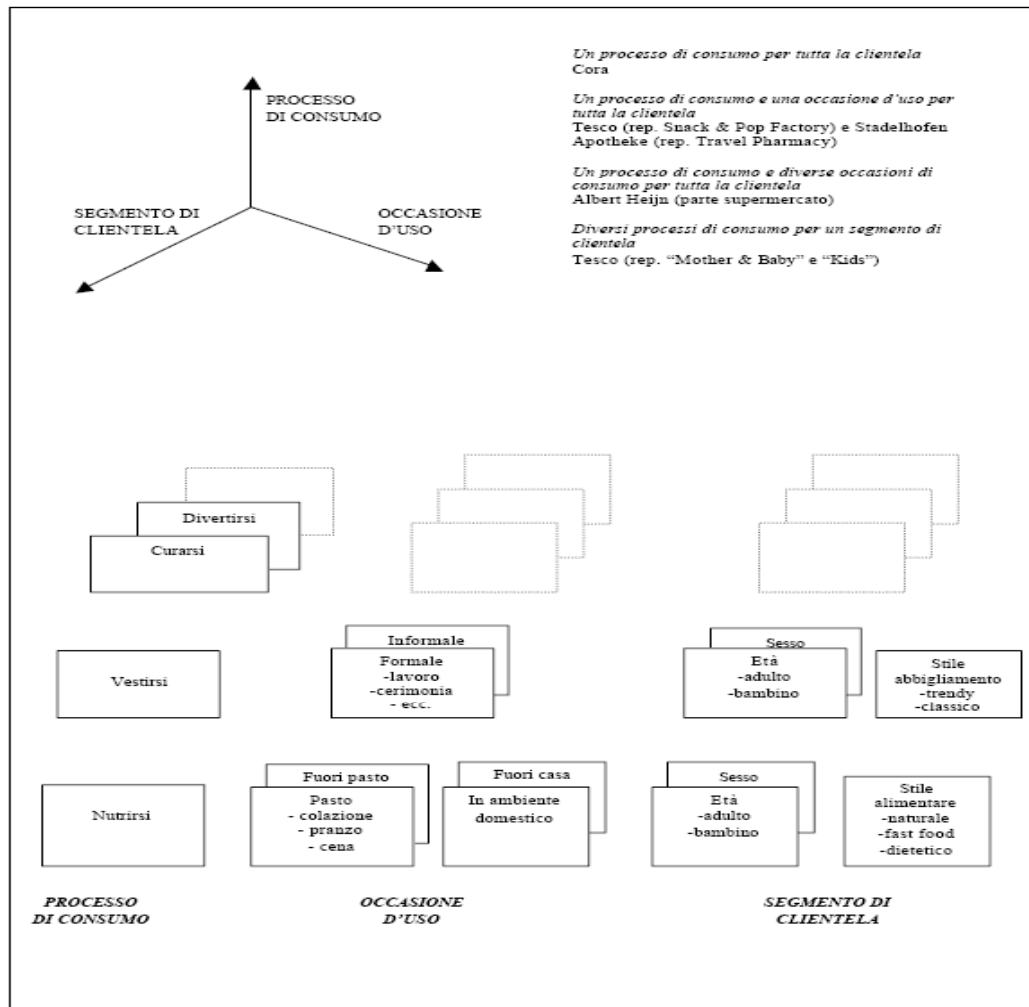 PROCESSO
DI CONSUMO
SEGMENTO DI
CLIENTELA
OCCASIONE
D'USO
Un processo di consumo per tutta la clientela
Cora
Un processo di consumo e una occasione d'uso per
tutta la clientela
Tesco (rep. Snack & Pop Factory) e Stadelhofen
Apotheke (rep. Travel Pharmacy)
Un processo di consumo e diverse occasioni di
consumo per tutta la clientela
Albert Heijn (parte supermercato)
Diversi processi di consumo per un segmento di
clientela
Tesco (rep. “Mother & Baby” e “Kids”)
Divertirsi
Curarsi
Vestirsi
Informale
Formale
-lavoro
-cerimonia
- ecc.
Sesso
Età
-adulto
-bambino
Stile
abbigliamento
-trendy
-classico
Nutrirsi
Fuori pasto
Pasto
- colazione
- pranzo
- cena
Fuori casa
In ambiente
domestico
Sesso
Età
-adulto
-bambino
Stile
alimentare
-naturale
-fast food
-dietetico
PROCESSO
DI CONSUMO
OCCASIONE
D'USO
SEGMENTO DI
CLIENTELA